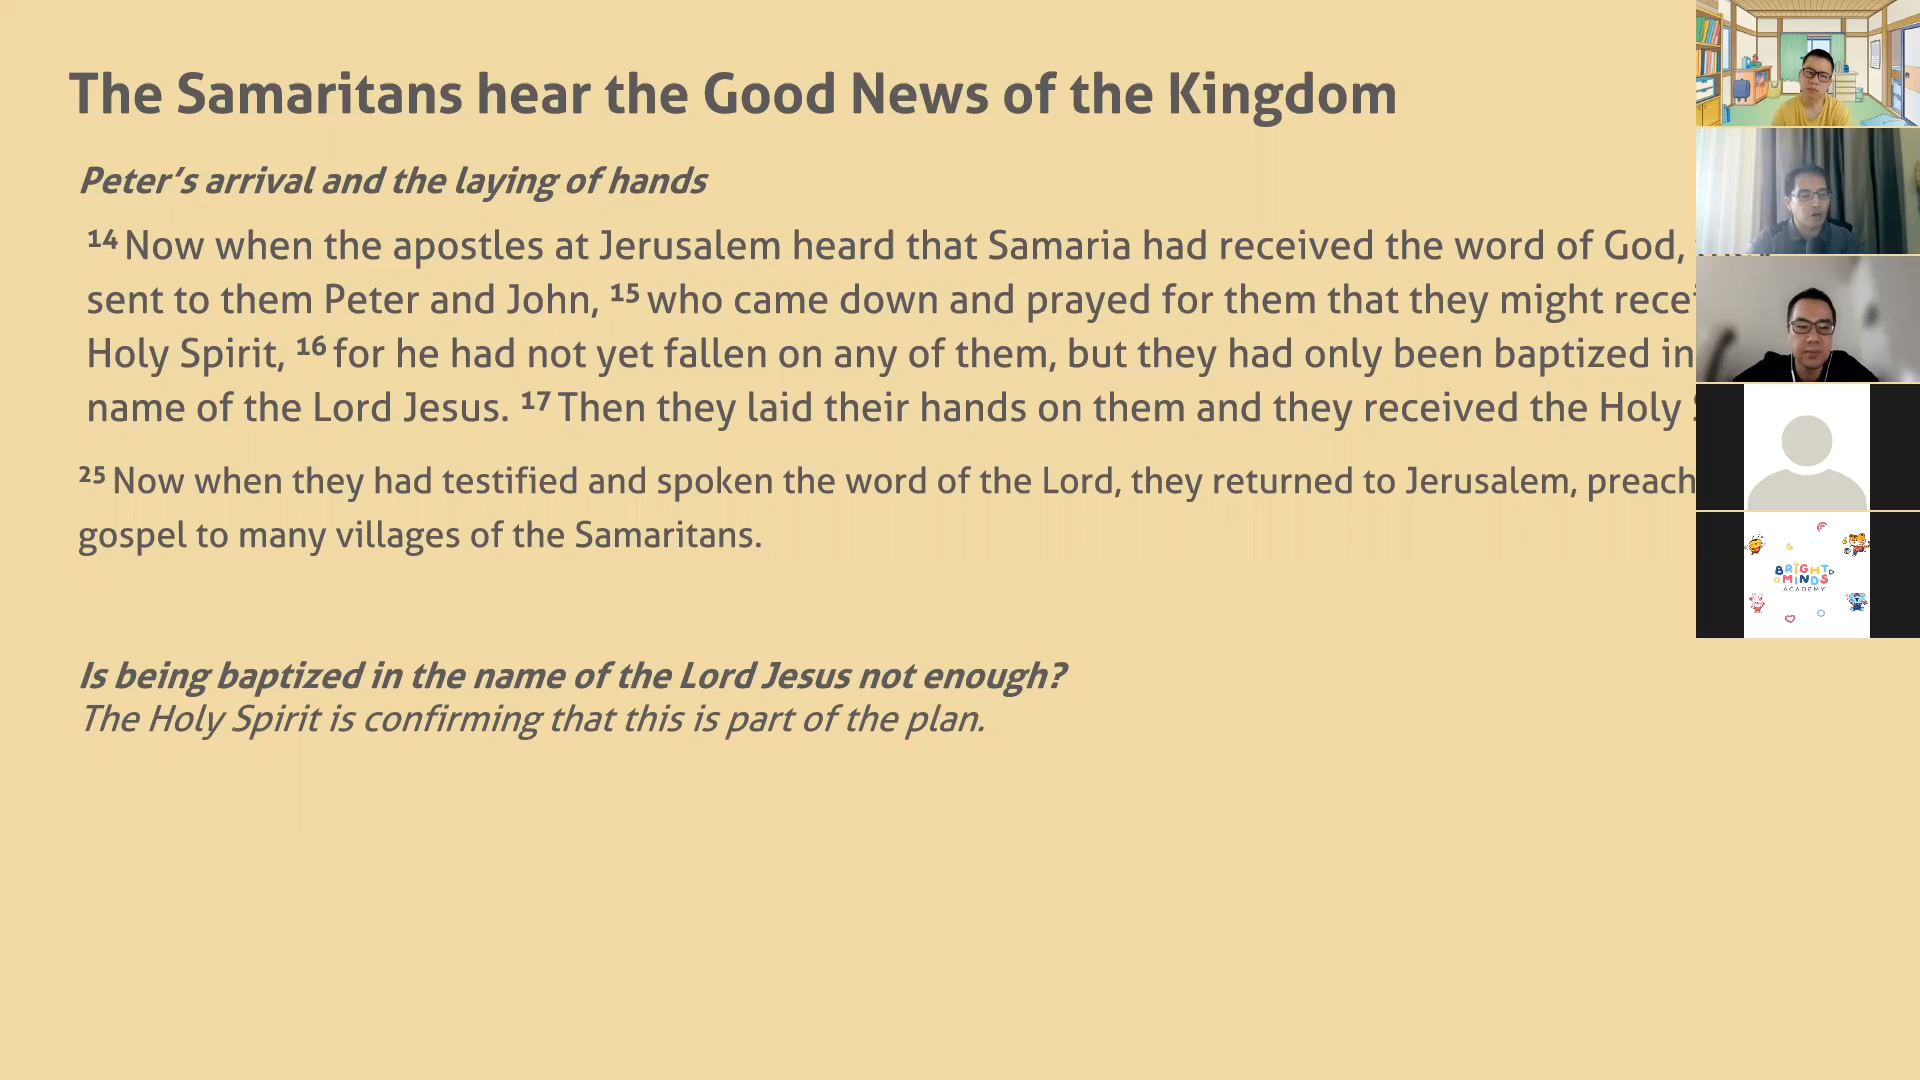 The Samaritans hear the Good News of the Kingdom
Peter's arrival and the laying of hands
14 Now when the apostles at Jerusalem heard that Samaria had received the word of God,
sent to them Peter and John, 15 who came down and prayed for them that they might recei
Holy Spirit, 16 for he had not yet fallen on any of them, but they had only been baptized in
name of the Lord Jesus. 17 Then they laid their hands on them and they received the Holy
25 Now when they had testified and spoken the word of the Lord, they returned to Jerusalem, preach
gospel to many villages of the Samaritans.
Is being baptized in the name of the Lord Jesus not enough?
The Holy Spirit is confirming that this is part of the plan.
BRIGHT
MINDS
ACADEMY